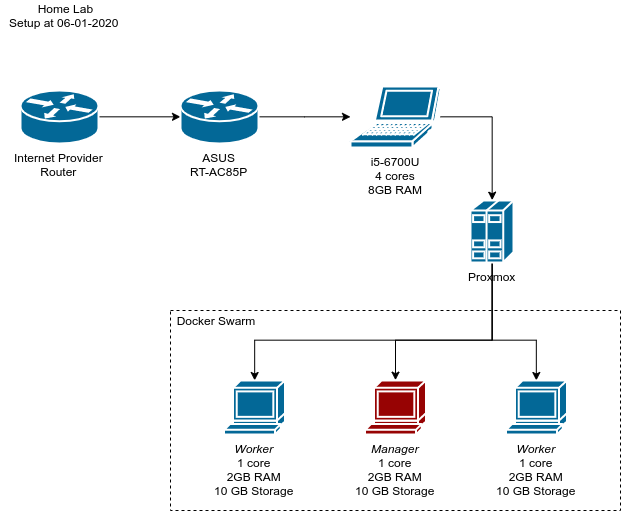 Home Lab
Setup at 06-01-2020
Internet Provider
Router
ASUS
RT-AC85P
i5-6700U
4 cores
8GB RAM
Proxmox
Docker Swarm
Worker
1 core
2GB RAM
10 GB Storage
Manager
1 core
2GB RAM
10 GB Storage
Worker
1 core
2GB RAM
10 GB Storage